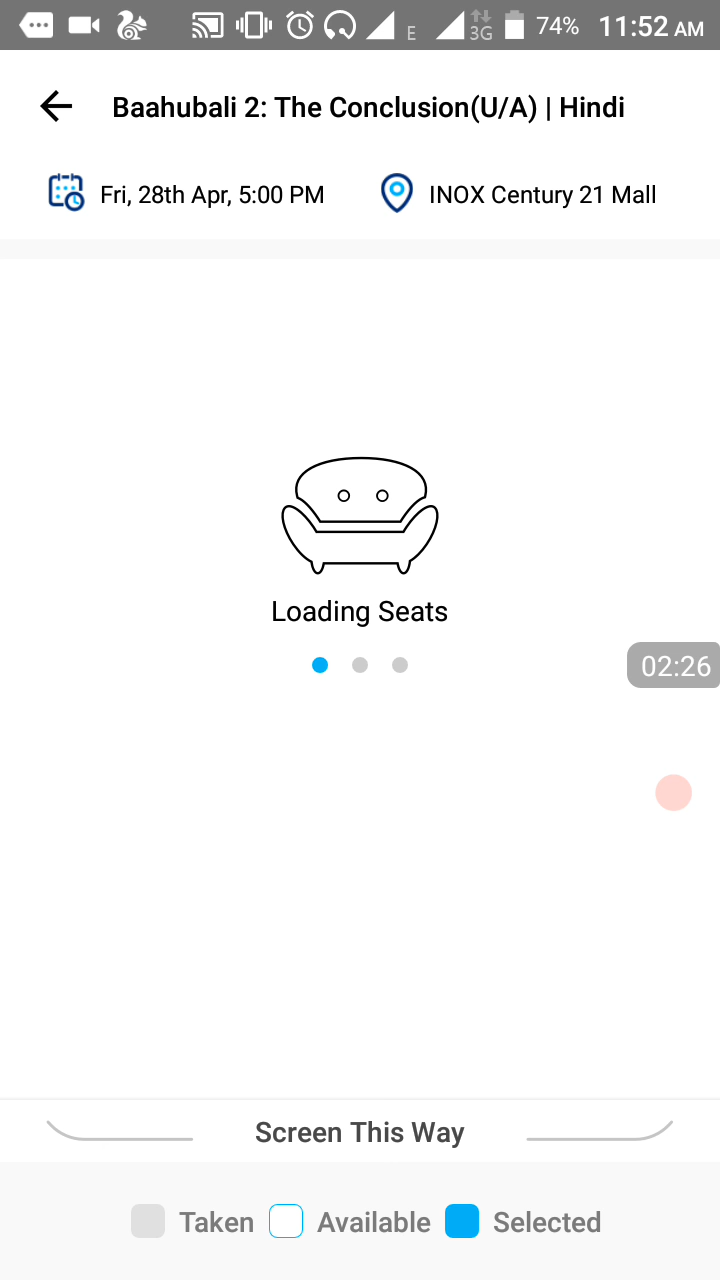 E 3G 74% 11:52 AM
Baahubali 2: The Conclusion(U/A) | Hindi
Fri, 28th Apr, 5:00 PM INOX Century 21 Mall
Loading Seats
02:26
Screen This Way
Taken Available Selected